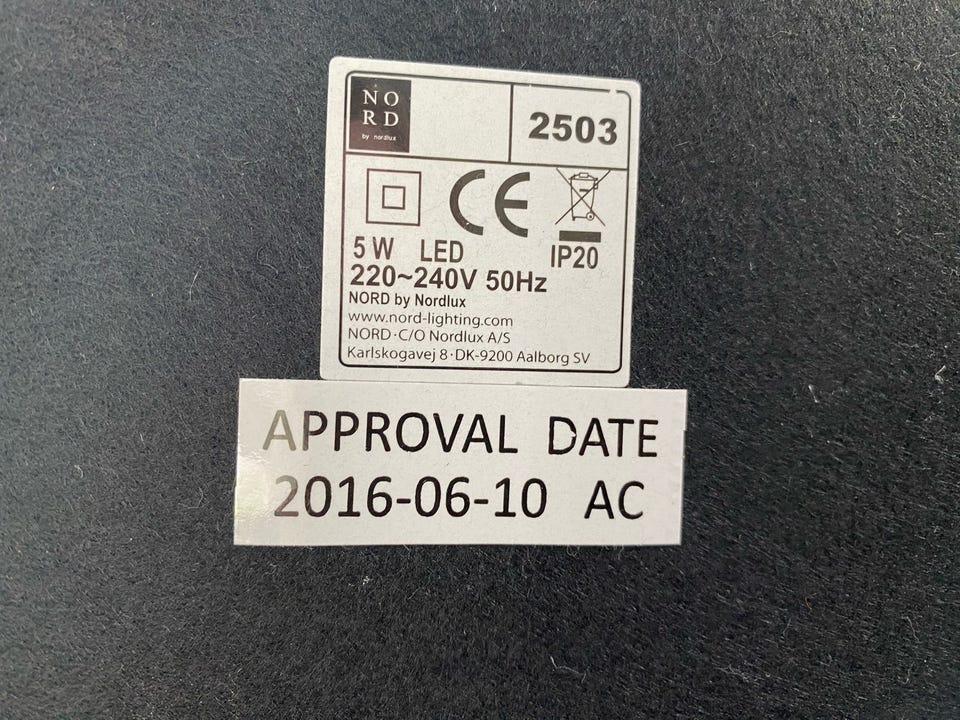 NO
RD
by nordlux
2503
CE
5 W LED IP20
220~240V 50Hz
NORD by Nordlux
www.nord-lighting.com
NORD·C/O Nordlux A/S
Karlskogavej 8·DK-9200 Aalborg SV
APPROVAL DATE
2016-06-10 AC